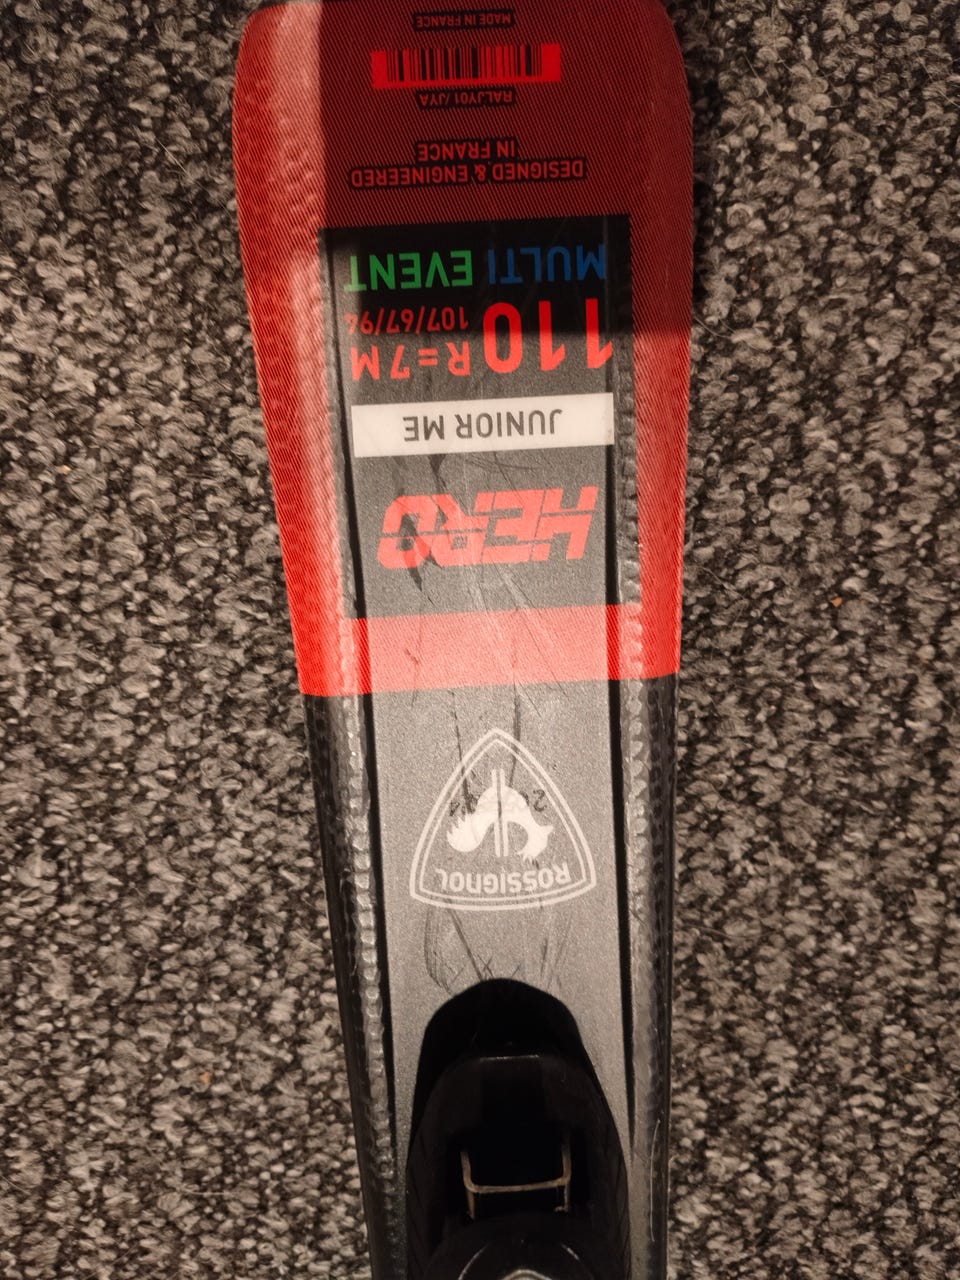 ROSSIGNOL
HERO
JUNIOR ME
110 R=7M
107/67/94
MULTI EVENT
DESIGNED & ENGINEERED
IN FRANCE
RALJY01 / JYA
MADE IN FRANCE